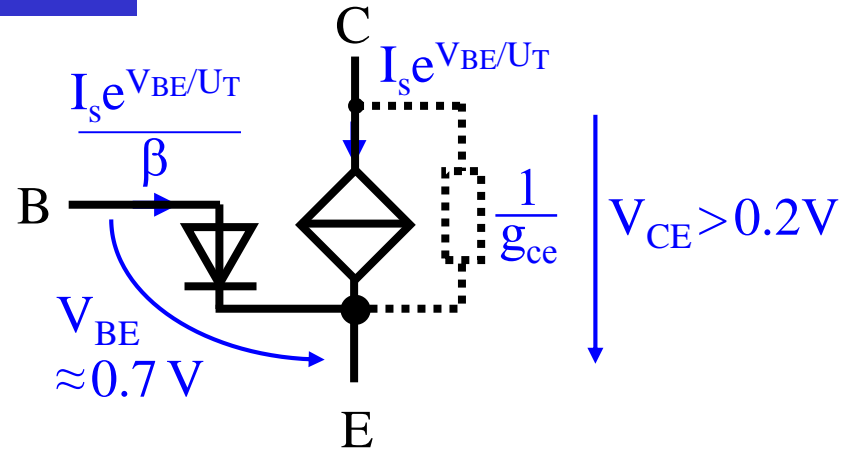 C
I_s e^{V_BE/U_T}
I_s e^{V_BE/U_T}
β
B
1
g_ce
V_CE > 0.2V
V_BE
≈0.7 V
E